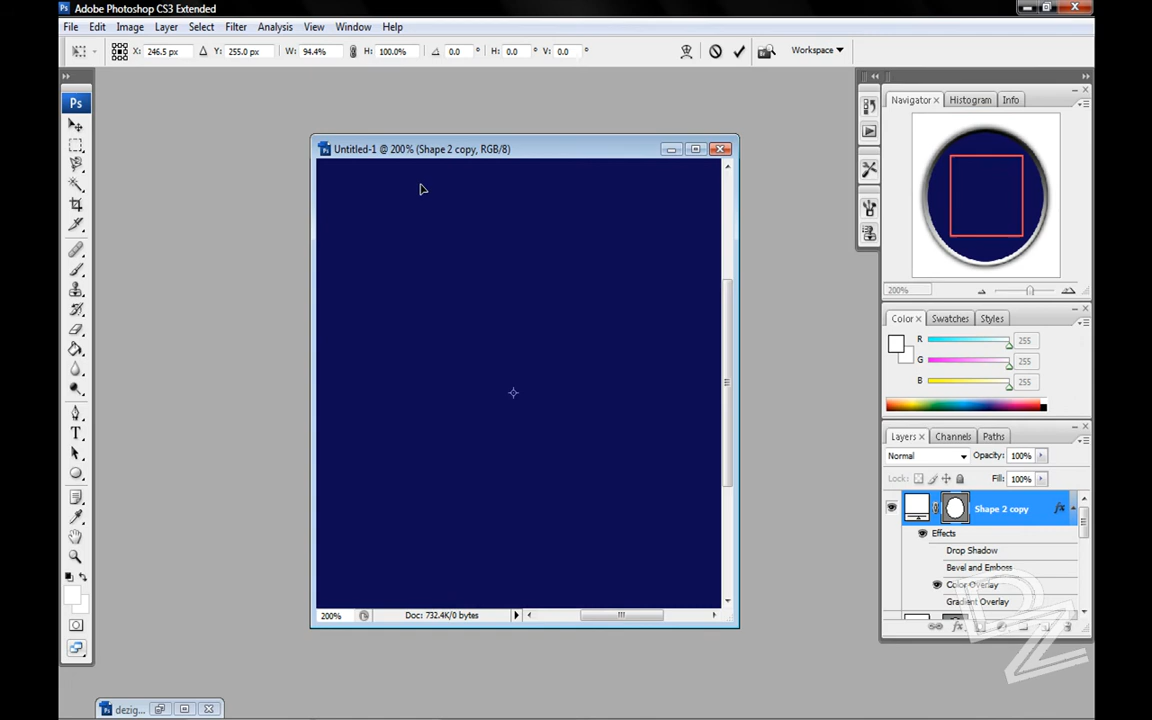 Adobe Photoshop CS3 Extended
File Edit Image Layer Select Filter Analysis View Window Help
X: 246.5 px Y: 255.0 px W: 94.4% H: 100.0% 0.0 ° H: 0.0 ° V: 0.0 ° Workspace
Ps
Navigator × Histogram Info
Untitled-1 @ 200% (Shape 2 copy, RGB/8)
200%
Color × Swatches Styles
R 255
G 255
B 255
Layers × Channels Paths
Normal Opacity: 100%
Lock: Fill: 100%
Shape 2 copy fx
Effects
Drop Shadow
Bevel and Emboss
Color Overlay
Gradient Overlay
200% Doc: 732.4K/0 bytes
DZ
dezig...